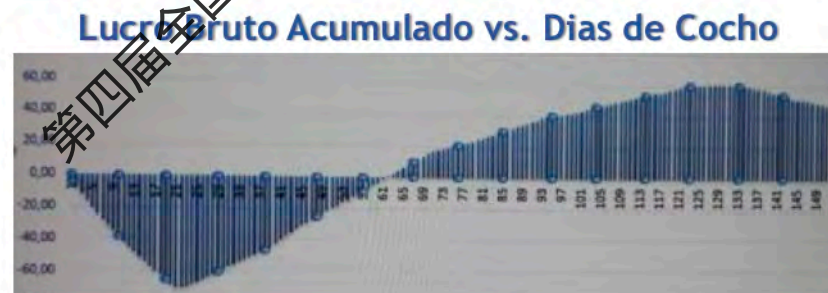 第四届全国
Lucro Bruto Acumulado vs. Dias de Cocho
60,00
40,00
20,00
0,00
-20,00
-40,00
-60,00
61 65 69 73 77 81 85 89 93 97 101 105 109 113 117 121 125 129 133 137 141 145 149